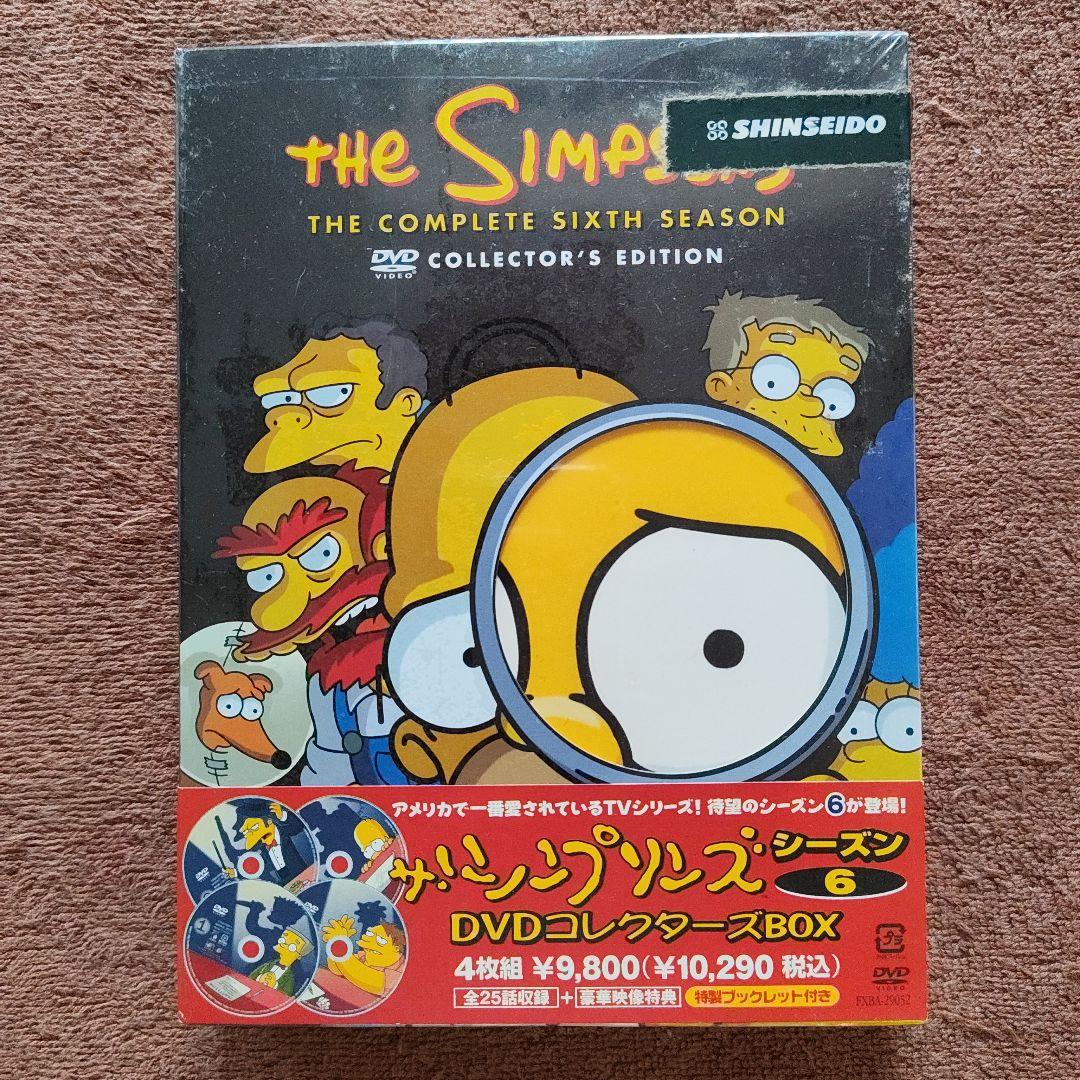 SHINSEIDO
THE SIMPSONS
THE COMPLETE SIXTH SEASON
DVD VIDEO COLLECTOR'S EDITION
アメリカで一番愛されているTVシリーズ! 待望のシーズン6が登場!
ザ・シンプソンズ シーズン
6
DVDコレクターズBOX
4枚組 ¥9,800(¥10,290 税込)
全25話収録+豪華映像特典 特製ブックレット付き
プラ
DVD
VIDEO
FXBA-29052